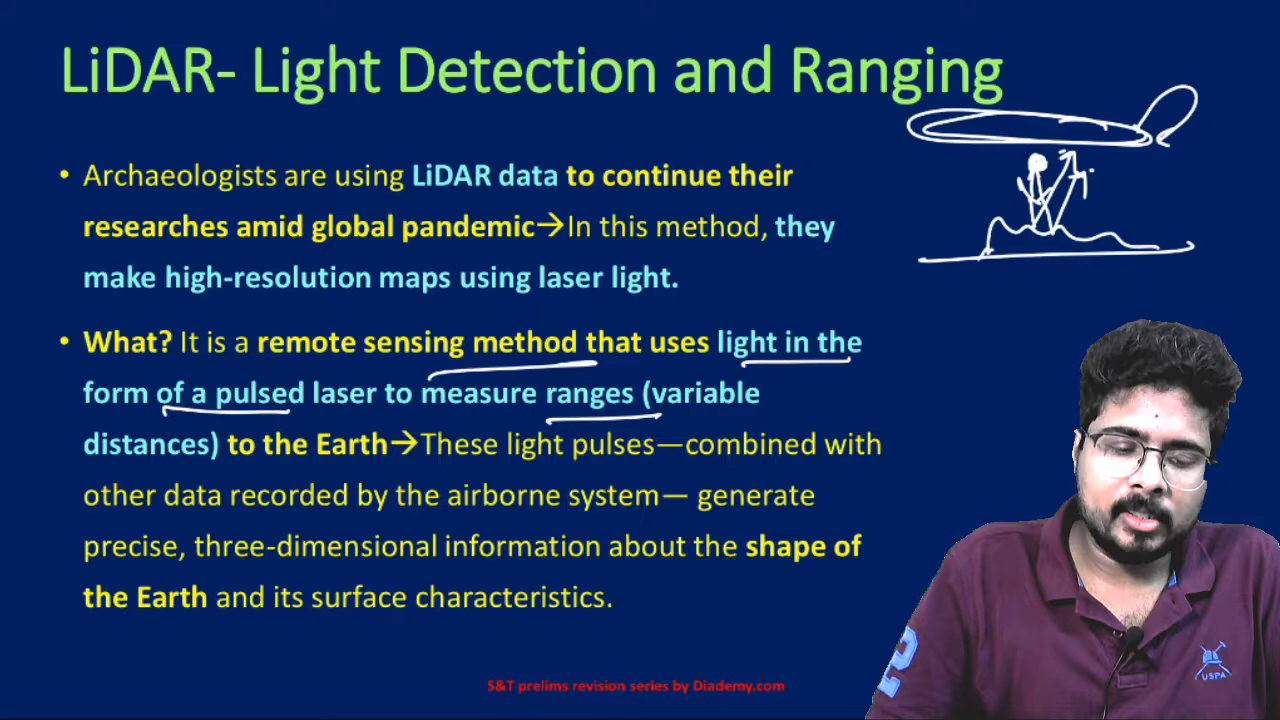 LiDAR- Light Detection and Ranging
• Archaeologists are using LiDAR data to continue their
researches amid global pandemic→In this method, they
make high-resolution maps using laser light.
• What? It is a remote sensing method that uses light in the
form of a pulsed laser to measure ranges (variable
distances) to the Earth→These light pulses—combined with
other data recorded by the airborne system— generate
precise, three-dimensional information about the shape of
the Earth and its surface characteristics.
2
USPA
S&T prelims revision series by Diademy.com